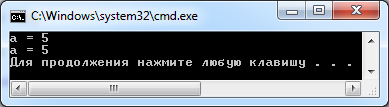 C:\Windows\system32\cmd.exe
a = 5
a = 5
Для продолжения нажмите любую клавишу . . .